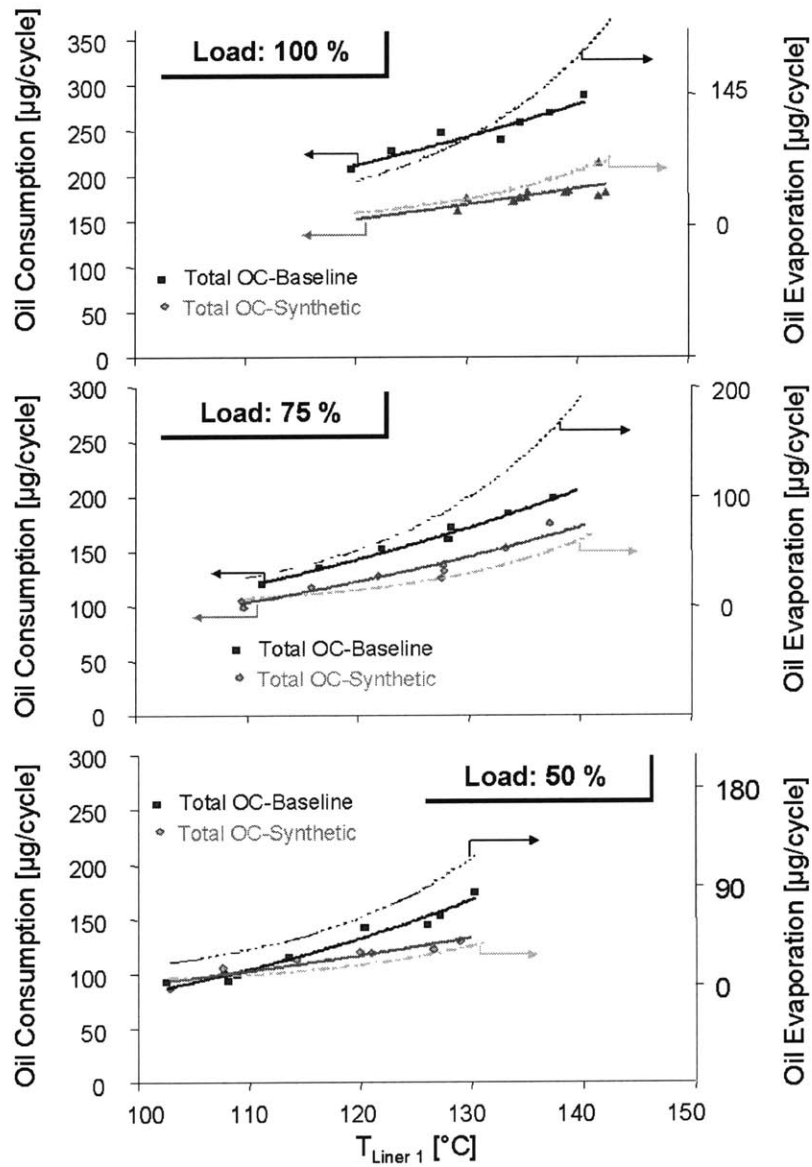 Load: 100 %
Oil Consumption [µg/cycle]
350
300
250
200
150
100
50
0
Total OC-Baseline
Total OC-Synthetic
145
0
Oil Evaporation [µg/cycle]
Load: 75 %
Oil Consumption [µg/cycle]
300
250
200
150
100
50
0
Total OC-Baseline
Total OC-Synthetic
200
100
0
Oil Evaporation [µg/cycle]
Load: 50 %
Oil Consumption [µg/cycle]
300
250
200
150
100
50
0
Total OC-Baseline
Total OC-Synthetic
180
90
0
Oil Evaporation [µg/cycle]
100 110 120 130 140 150
T Liner 1 [°C]